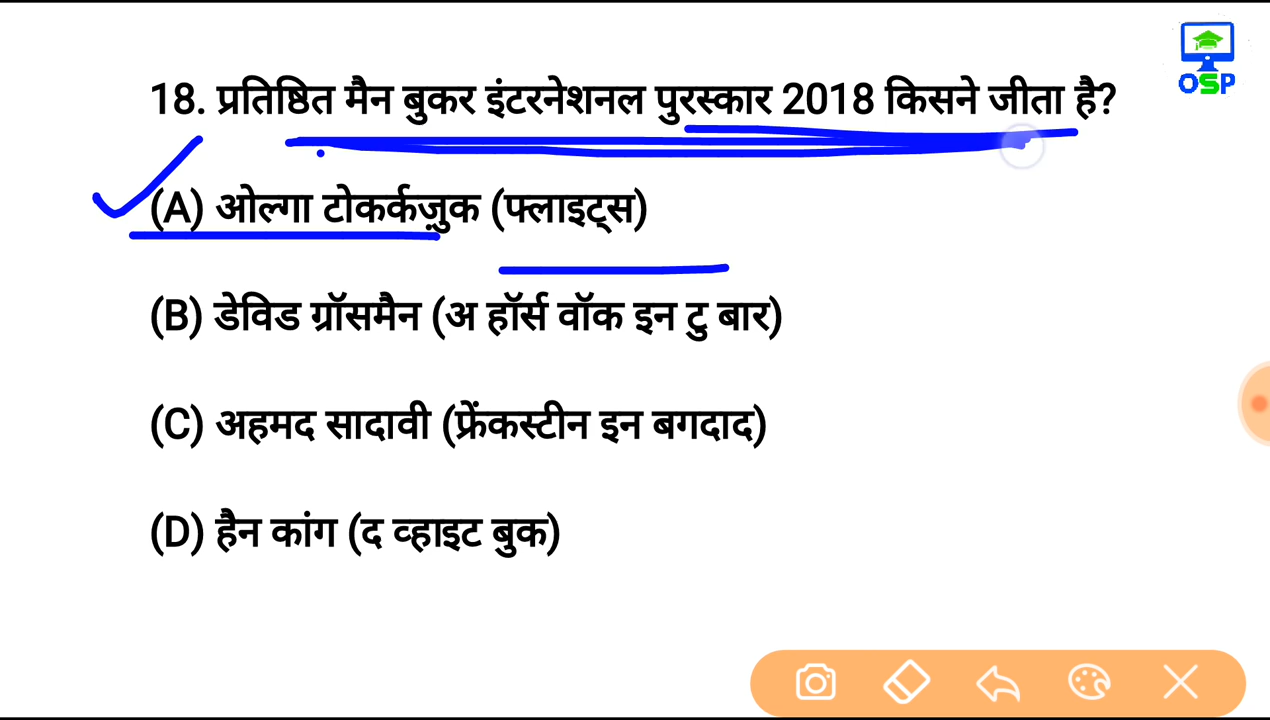 OSP
18. प्रतिष्ठित मैन बुकर इंटरनेशनल पुरस्कार 2018 किसने जीता है?
(A) ओल्गा टोकर्कज़ुक (फ्लाइट्स)
(B) डेविड ग्रॉसमैन (अ हॉर्स वॉक इन टु बार)
(C) अहमद सादावी (फ्रेंकस्टीन इन बगदाद)
(D) हैन कांग (द व्हाइट बुक)